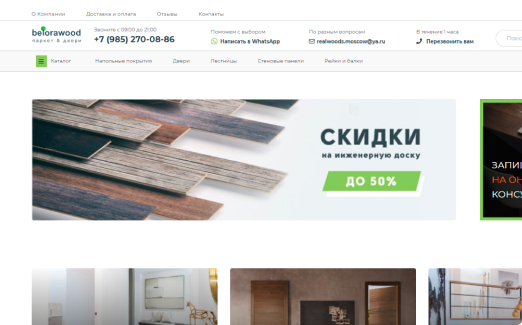 О Компании Доставка и оплата Отзывы Контакты
belorawood
паркет & двери
Звоните с 09:00 до 21:00
+7 (985) 270-08-86
Поможем с выбором
Написать в WhatsApp
По разным вопросам
realwoods.moscow@ya.ru
В течение 1 часа
Перезвонить вам
Поис
Каталог Напольные покрытия Двери Лестницы Стеновые панели Рейки и балки
СКИДКИ
на инженерную доску
ДО 50%
ЗАПИ
НА ОН
КОНСУ